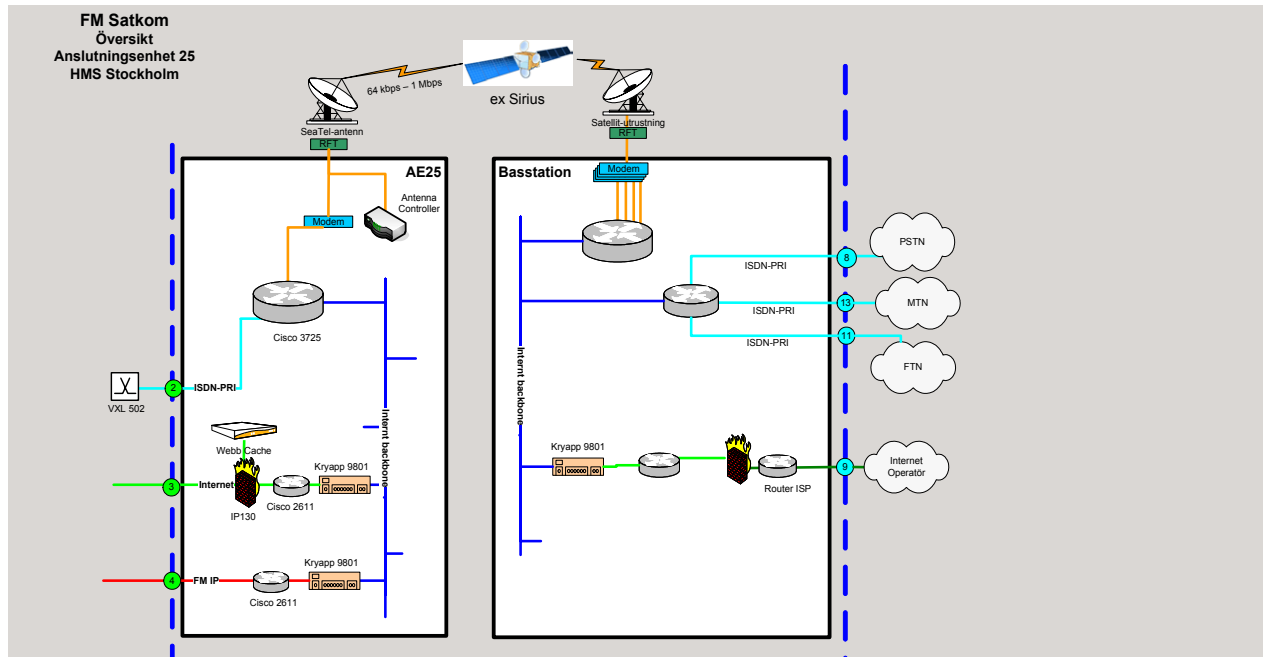 FM Satkom
Översikt
Anslutningsenhet 25
HMS Stockholm
64 kbps – 1 Mbps
ex Sirius
SeaTel-antenn
RFT
Satellit-utrustning
RFT
AE25
Antenna
Controller
Modem
Cisco 3725
ISDN-PRI
2
VXL 502
Internt backbone
Webb Cache
Kryapp 9801
3
Internet
IP130
Cisco 2611
Kryapp 9801
4
FM IP
Cisco 2611
Basstation
Modem
Internt backbone
ISDN-PRI
8
PSTN
ISDN-PRI
13
MTN
ISDN-PRI
11
FTN
Kryapp 9801
Router ISP
9
Internet
Operatör